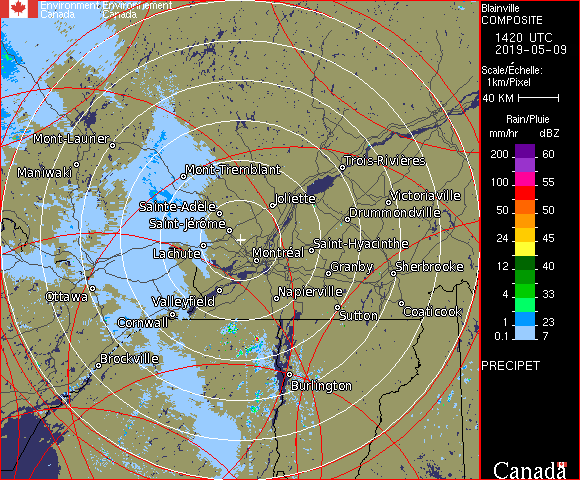 Environment Environnement
Canada Canada
Blainville
COMPOSITE
1420 UTC
2019-05-09
Scale/Échelle:
1km/Pixel
40 KM
Rain/Pluie
mm/hr dBZ
200 60
150 57
100 55
50 50
24 45
12 40
4 33
1 23
0.1 7
PRECIPET
Canada
Mont-Laurier
Maniwaki
Mont-Tremblant
Trois-Rivières
Joliette
Victoriaville
Sainte-Adèle
Drummondville
Saint-Jérôme
Lachute
Montréal
Saint-Hyacinthe
Granby
Sherbrooke
Ottawa
Valleyfield
Napierville
Cornwall
Sutton
Coaticook
Brockville
Burlington